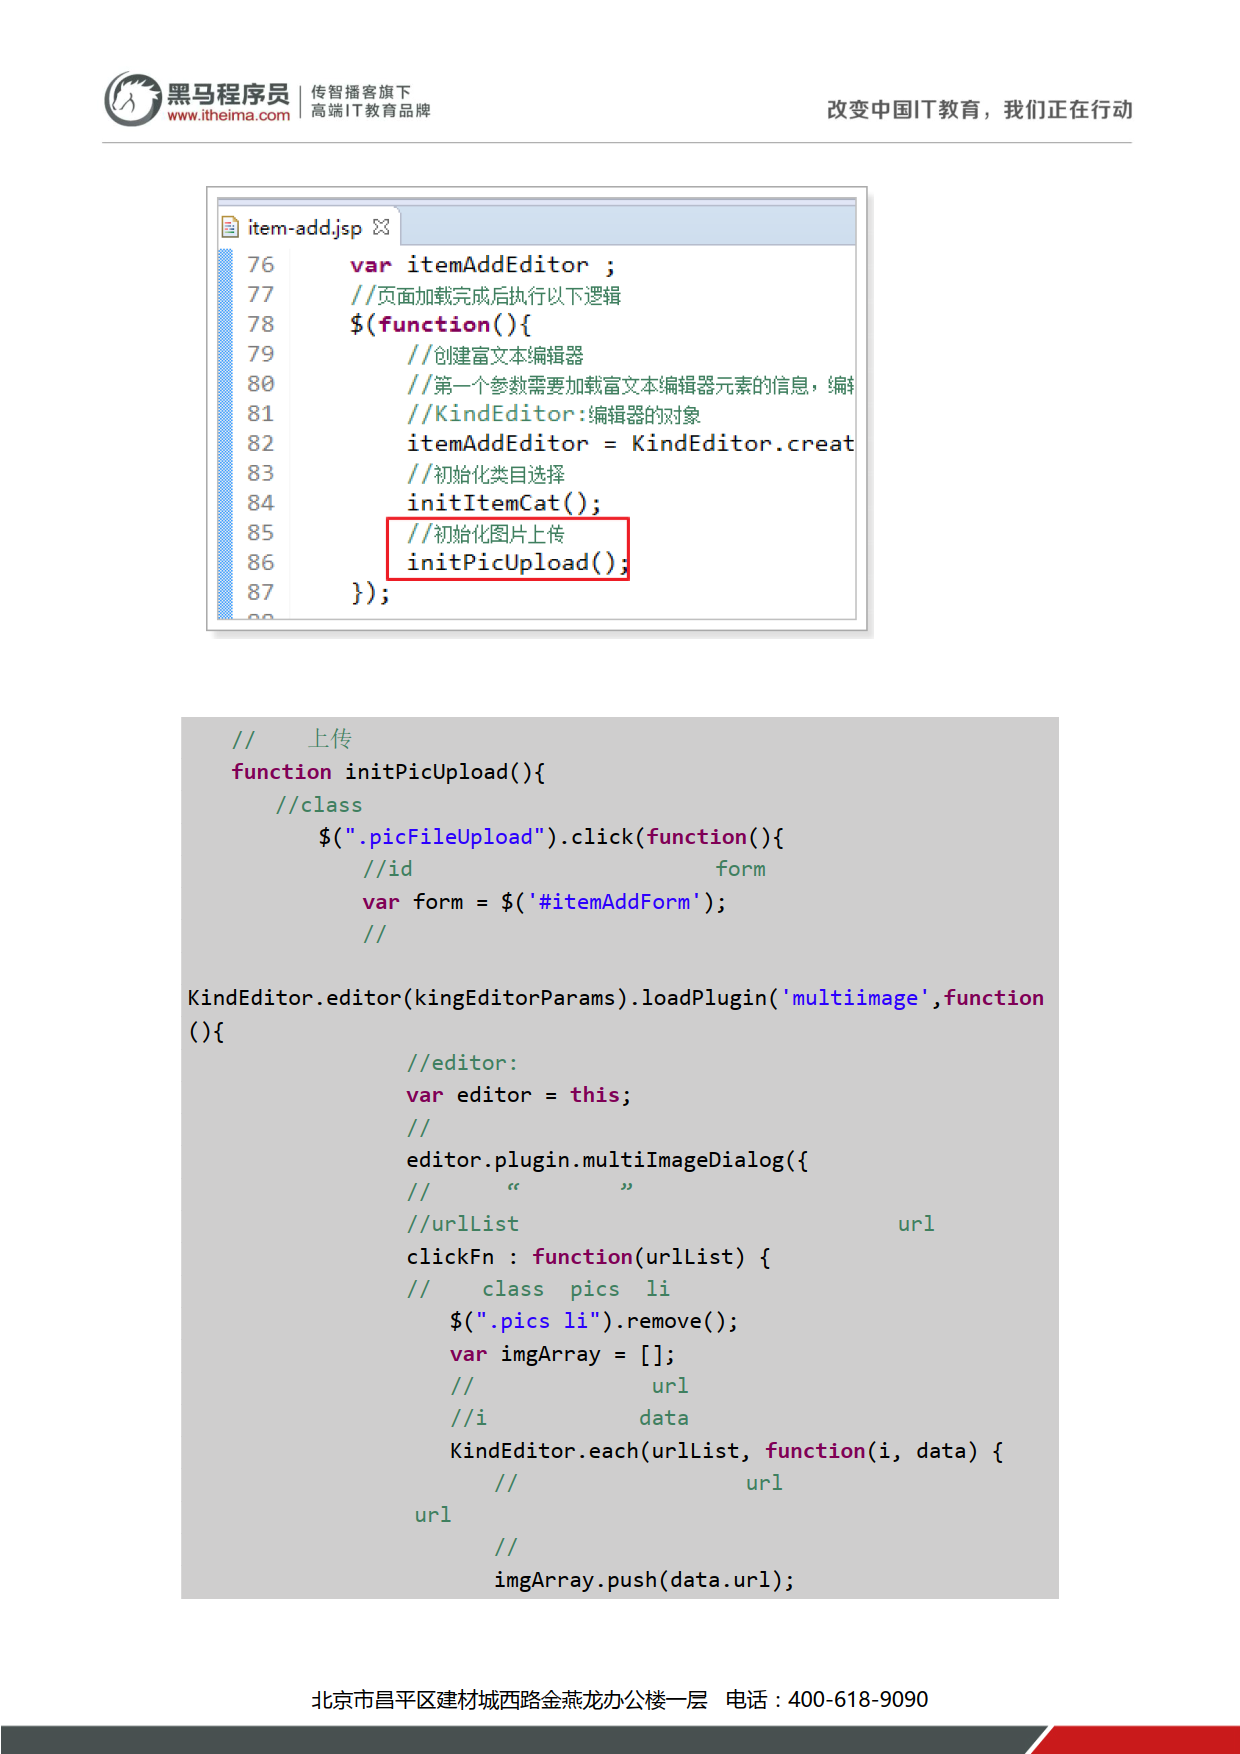 黑马程序员
www.itheima.com
传智播客旗下
高端IT教育品牌
改变中国IT教育，我们正在行动
item-add.jsp
76 var itemAddEditor ;
77 //页面加载完成后执行以下逻辑
78 $(function(){
79 //创建富文本编辑器
80 //第一个参数需要加载富文本编辑器元素的信息，编辑
81 //KindEditor:编辑器的对象
82 itemAddEditor = KindEditor.creat
83 //初始化类目选择
84 initItemCat();
85 //初始化图片上传
86 initPicUpload();
87 });
// 上传
function initPicUpload(){
//class
$(".picFileUpload").click(function(){
//id form
var form = $('#itemAddForm');
//
KindEditor.editor(kingEditorParams).loadPlugin('multiimage',function
(){
//editor:
var editor = this;
//
editor.plugin.multiImageDialog({
// “ ”
//urlList url
clickFn : function(urlList) {
// class pics li
$(".pics li").remove();
var imgArray = [];
// url
//i data
KindEditor.each(urlList, function(i, data) {
// url
url
//
imgArray.push(data.url);
北京市昌平区建材城西路金燕龙办公楼一层 电话：400-618-9090